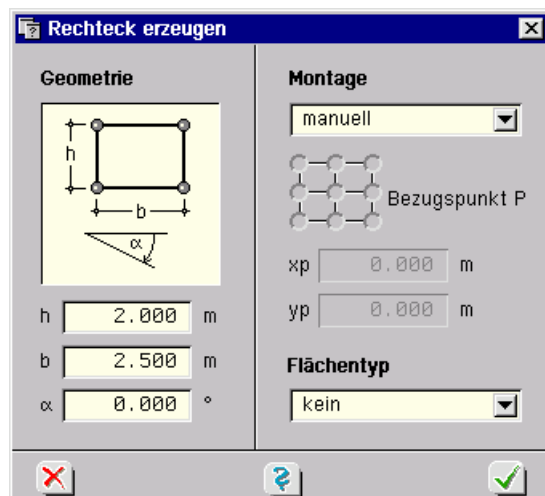 Rechteck erzeugen
Geometrie
h
b
α
h 2.000 m
b 2.500 m
α 0.000 °
Montage
manuell
Bezugspunkt P
xp 0.000 m
yp 0.000 m
Flächentyp
kein